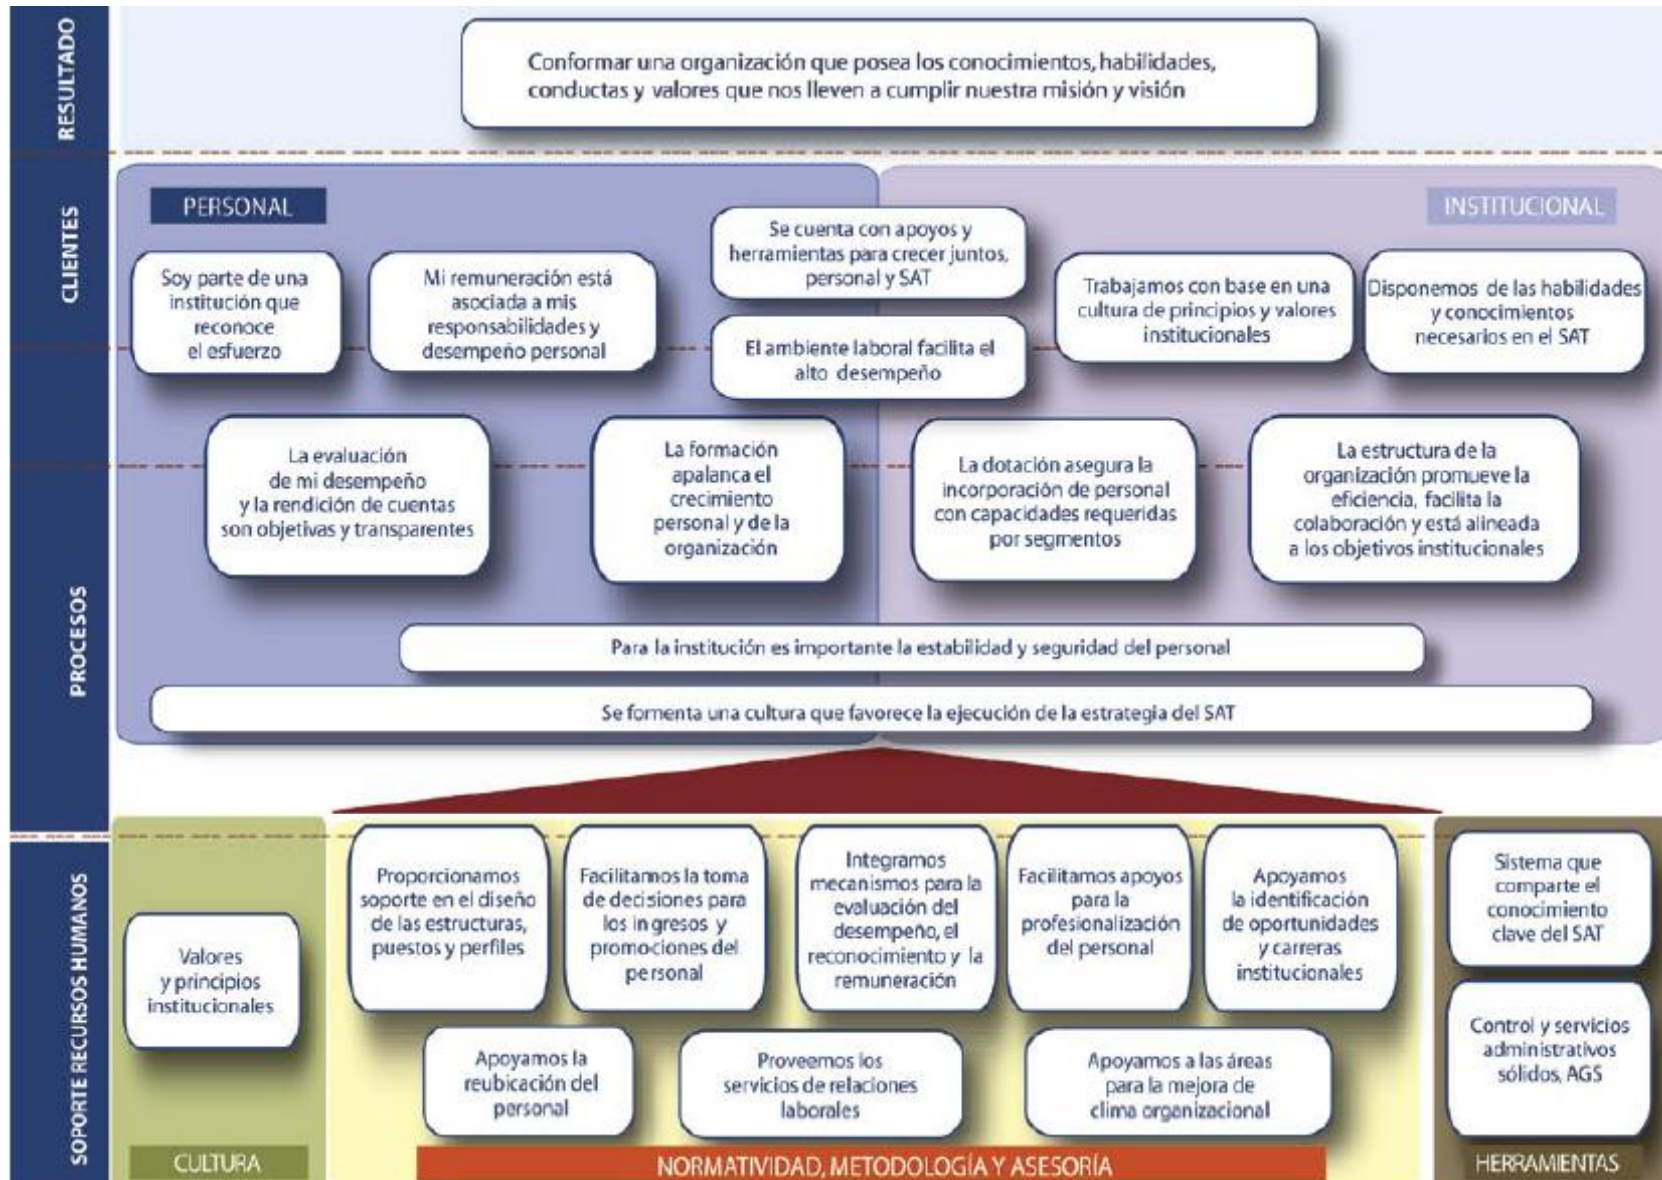 RESULTADO
Conformar una organización que posea los conocimientos, habilidades,
conductas y valores que nos lleven a cumplir nuestra misión y visión
CLIENTES
PERSONAL
INSTITUCIONAL
Soy parte de una
institución que
reconoce
el esfuerzo
Mi remuneración está
asociada a mis
responsabilidades y
desempeño personal
Se cuenta con apoyos y
herramientas para crecer juntos,
personal y SAT
El ambiente laboral facilita el
alto desempeño
Trabajamos con base en una
cultura de principios y valores
institucionales
Disponemos de las habilidades
y conocimientos
necesarios en el SAT
PROCESOS
La evaluación
de mi desempeño
y la rendición de cuentas
son objetivas y transparentes
La formación
apalanca el
crecimiento
personal y de la
organización
La dotación asegura la
incorporación de personal
con capacidades requeridas
por segmentos
La estructura de la
organización promueve la
eficiencia, facilita la
colaboración y está alineada
a los objetivos institucionales
Para la institución es importante la estabilidad y seguridad del personal
Se fomenta una cultura que favorece la ejecución de la estrategia del SAT
SOPORTE RECURSOS HUMANOS
Valores
y principios
institucionales
CULTURA
Proporcionamos
soporte en el diseño
de las estructuras,
puestos y perfiles
Facilitamos la toma
de decisiones para
los ingresos y
promociones del
personal
Integramos
mecanismos para la
evaluación del
desempeño, el
reconocimiento y la
remuneración
Facilitamos apoyos
para la
profesionalización
del personal
Apoyamos
la identificación
de oportunidades
y carreras
institucionales
Apoyamos la
reubicación del
personal
Proveemos los
servicios de relaciones
laborales
Apoyamos a las áreas
para la mejora de
clima organizacional
NORMATIVIDAD, METODOLOGÍA Y ASESORÍA
Sistema que
comparte el
conocimiento
clave del SAT
Control y servicios
administrativos
sólidos, AGS
HERRAMIENTAS